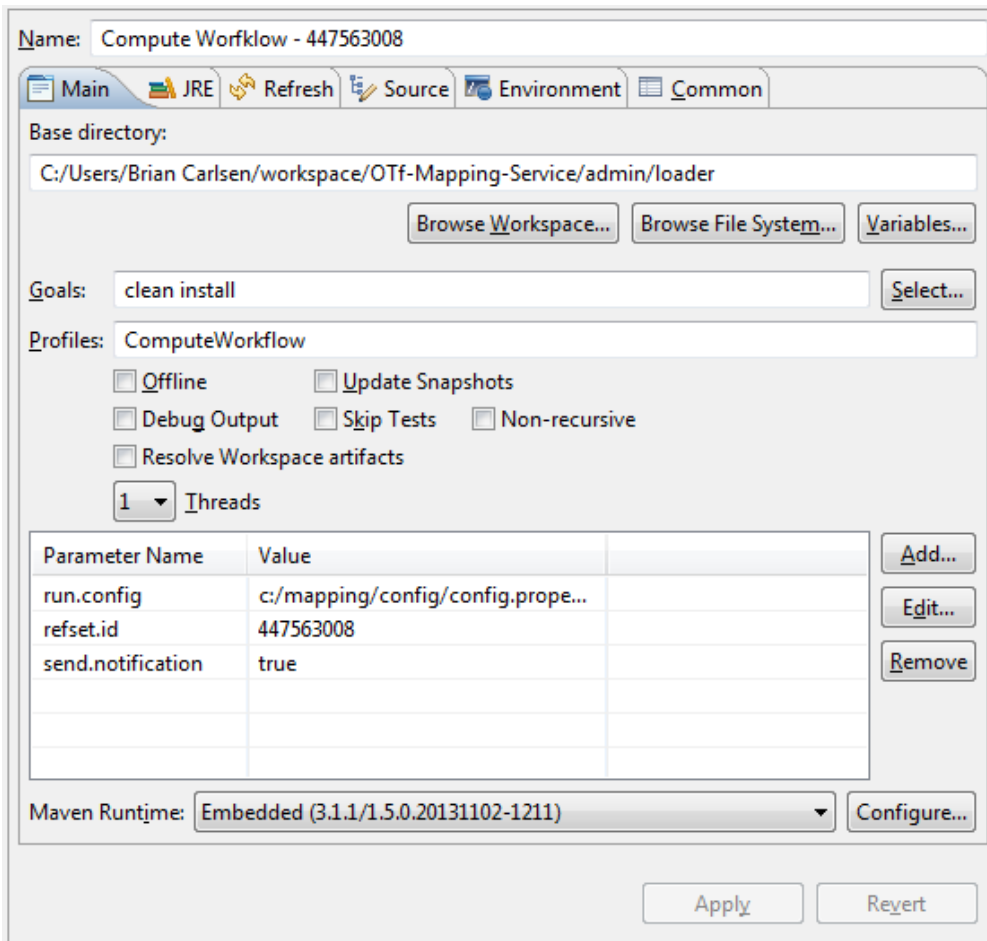 Name: Compute Worfklow - 447563008
Main JRE Refresh Source Environment Common
Base directory:
C:/Users/Brian Carlsen/workspace/OTf-Mapping-Service/admin/loader
Browse Workspace... Browse File System... Variables...
Goals: clean install Select...
Profiles: ComputeWorkflow
Offline Update Snapshots
Debug Output Skip Tests Non-recursive
Resolve Workspace artifacts
1 Threads
Parameter Name Value Add...
run.config c:/mapping/config/config.prope... Edit...
refset.id 447563008
send.notification true Remove
Maven Runtime: Embedded (3.1.1/1.5.0.20131102-1211) Configure...
Apply Revert